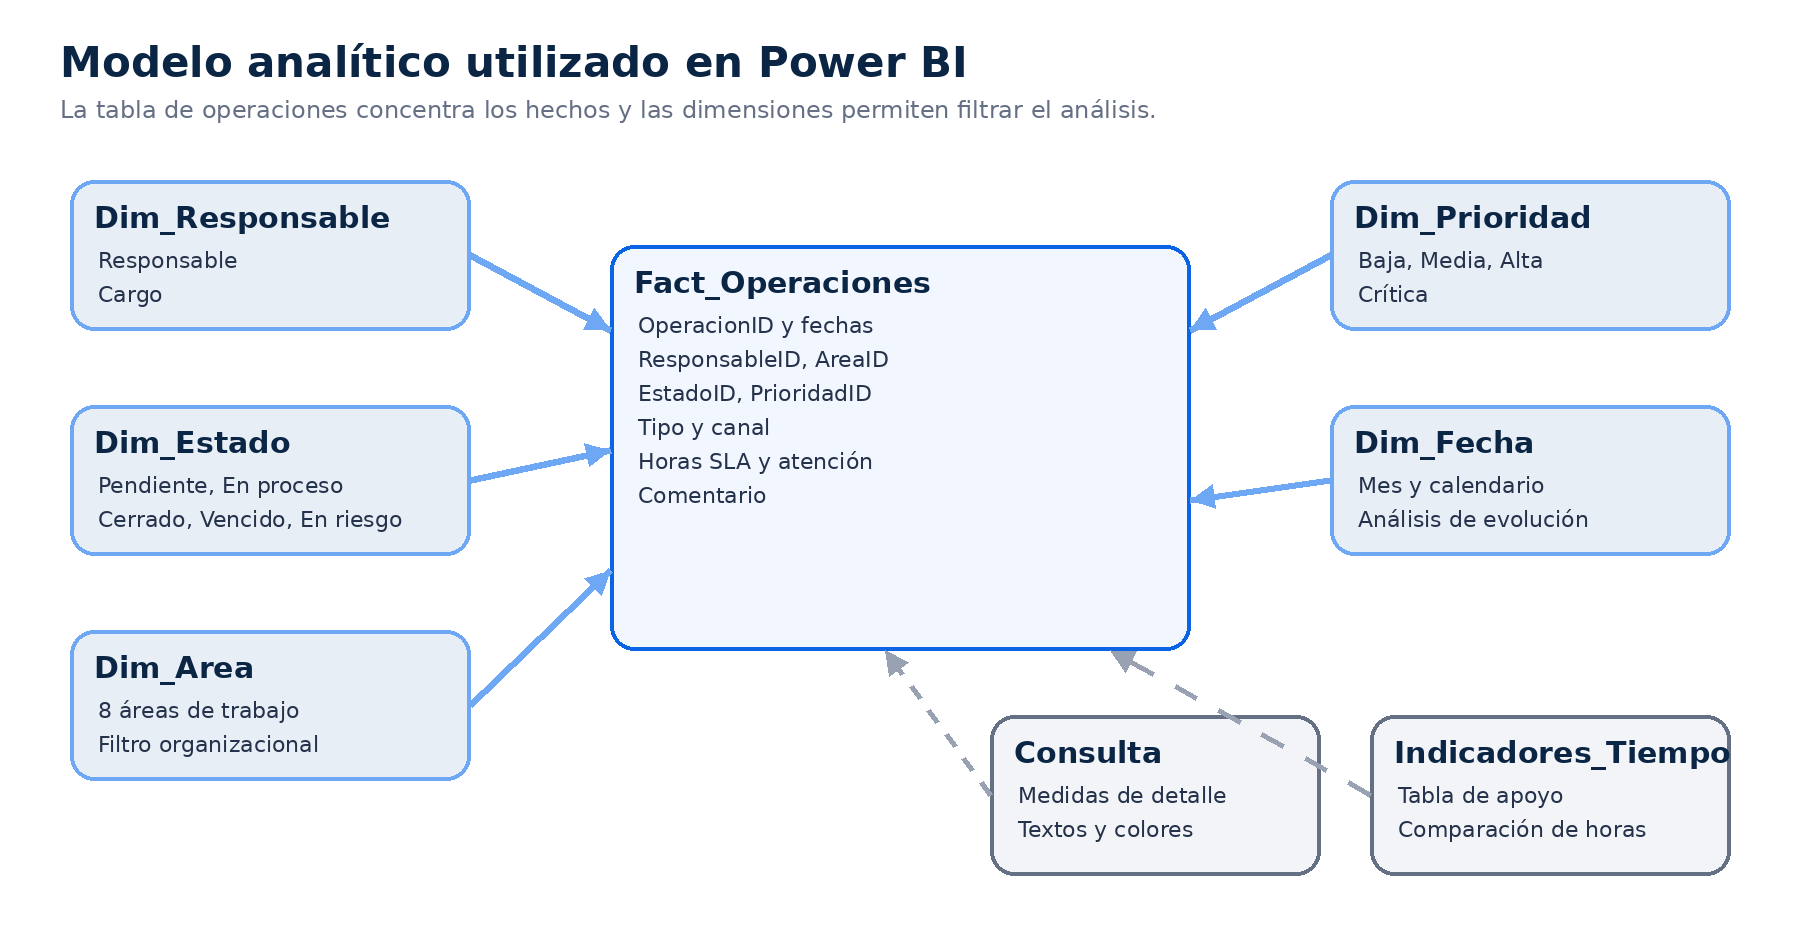 Modelo analítico utilizado en Power BI
La tabla de operaciones concentra los hechos y las dimensiones permiten filtrar el análisis.
Dim_Responsable
Responsable
Cargo
Dim_Estado
Pendiente, En proceso
Cerrado, Vencido, En riesgo
Dim_Area
8 áreas de trabajo
Filtro organizacional
Fact_Operaciones
OperacionID y fechas
ResponsableID, AreaID
EstadoID, PrioridadID
Tipo y canal
Horas SLA y atención
Comentario
Dim_Prioridad
Baja, Media, Alta
Crítica
Dim_Fecha
Mes y calendario
Análisis de evolución
Consulta
Medidas de detalle
Textos y colores
Indicadores_Tiempo
Tabla de apoyo
Comparación de horas